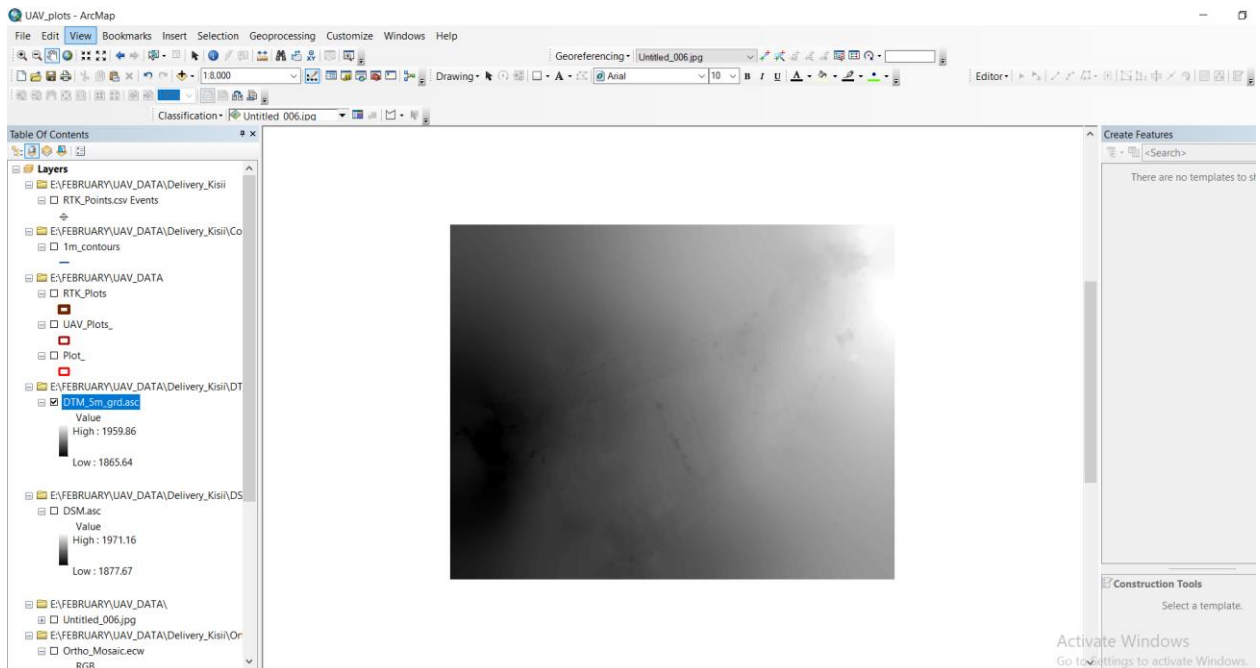 UAV_plots - ArcMap
File Edit View Bookmarks Insert Selection Geoprocessing Customize Windows Help
Georeferencing Untitled_006.jpg
1:8.000 Drawing A Arial 10 B I U A
Editor
Classification Untitled 006.jpg
Table Of Contents
Layers
E:\FEBRUARY\UAV_DATA\Delivery_Kisii
RTK_Points.csv Events
E:\FEBRUARY\UAV_DATA\Delivery_Kisii\Co
1m_contours
E:\FEBRUARY\UAV_DATA
RTK_Plots
UAV_Plots_
Plot_
E:\FEBRUARY\UAV_DATA\Delivery_Kisii\DT
DTM_5m_grd.asc
Value
High : 1959.86
Low : 1865.64
E:\FEBRUARY\UAV_DATA\Delivery_Kisii\DS
DSM.asc
Value
High : 1971.16
Low : 1877.67
E:\FEBRUARY\UAV_DATA\
Untitled_006.jpg
E:\FEBRUARY\UAV_DATA\Delivery_Kisii\Or
Ortho_Mosaic.ecw
RGB
Create Features
<Search>
There are no templates to sh
Construction Tools
Select a template.
Activate Windows
Go to Settings to activate Windows.